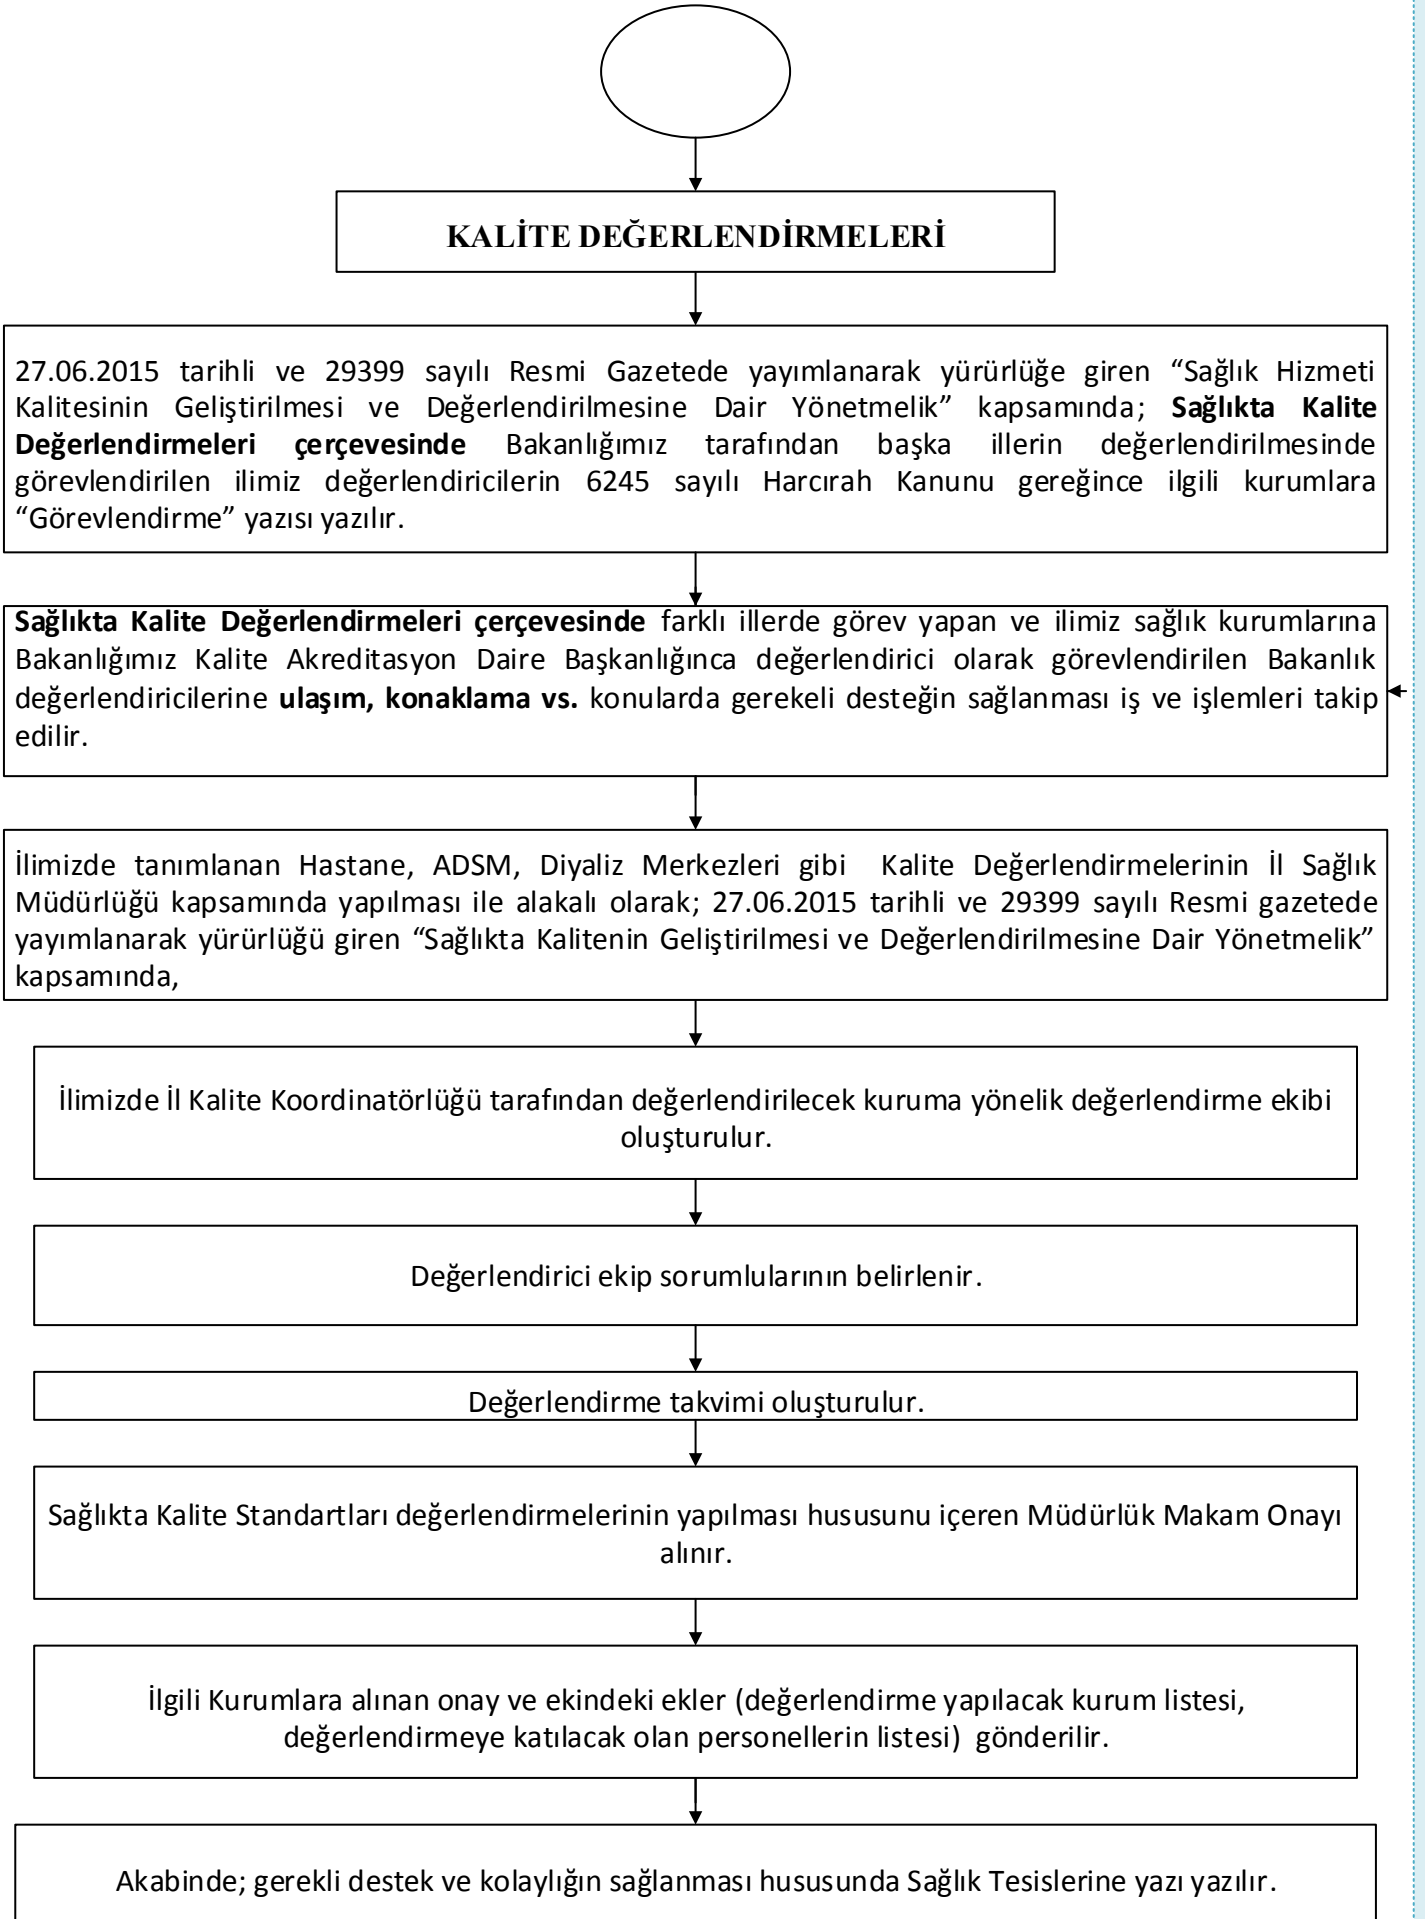 KALİTE DEĞERLENDİRMELERİ
27.06.2015 tarihli ve 29399 sayılı Resmi Gazetede yayımlanarak yürürlüğe giren “Sağlık Hizmeti
Kalitesinin Geliştirilmesi ve Değerlendirilmesine Dair Yönetmelik” kapsamında; Sağlıkta Kalite
Değerlendirmeleri çerçevesinde Bakanlığımız tarafından başka illerin değerlendirilmesinde
görevlendirilen ilimiz değerlendiricilerin 6245 sayılı Harcırah Kanunu gereğince ilgili kurumlara
“Görevlendirme” yazısı yazılır.
Sağlıkta Kalite Değerlendirmeleri çerçevesinde farklı illerde görev yapan ve ilimiz sağlık kurumlarına
Bakanlığımız Kalite Akreditasyon Daire Başkanlığınca değerlendirici olarak görevlendirilen Bakanlık
değerlendiricilerine ulaşım, konaklama vs. konularda gerekeli desteğin sağlanması iş ve işlemleri takip
edilir.
İlimizde tanımlanan Hastane, ADSM, Diyaliz Merkezleri gibi Kalite Değerlendirmelerinin İl Sağlık
Müdürlüğü kapsamında yapılması ile alakalı olarak; 27.06.2015 tarihli ve 29399 sayılı Resmi gazetede
yayımlanarak yürürlüğü giren “Sağlıkta Kalitenin Geliştirilmesi ve Değerlendirilmesine Dair Yönetmelik”
kapsamında,
İlimizde İl Kalite Koordinatörlüğü tarafından değerlendirilecek kuruma yönelik değerlendirme ekibi
oluşturulur.
Değerlendirici ekip sorumlularının belirlenir.
Değerlendirme takvimi oluşturulur.
Sağlıkta Kalite Standartları değerlendirmelerinin yapılması hususunu içeren Müdürlük Makam Onayı
alınır.
İlgili Kurumlara alınan onay ve ekindeki ekler (değerlendirme yapılacak kurum listesi,
değerlendirmeye katılacak olan personellerin listesi) gönderilir.
Akabinde; gerekli destek ve kolaylığın sağlanması hususunda Sağlık Tesislerine yazı yazılır.